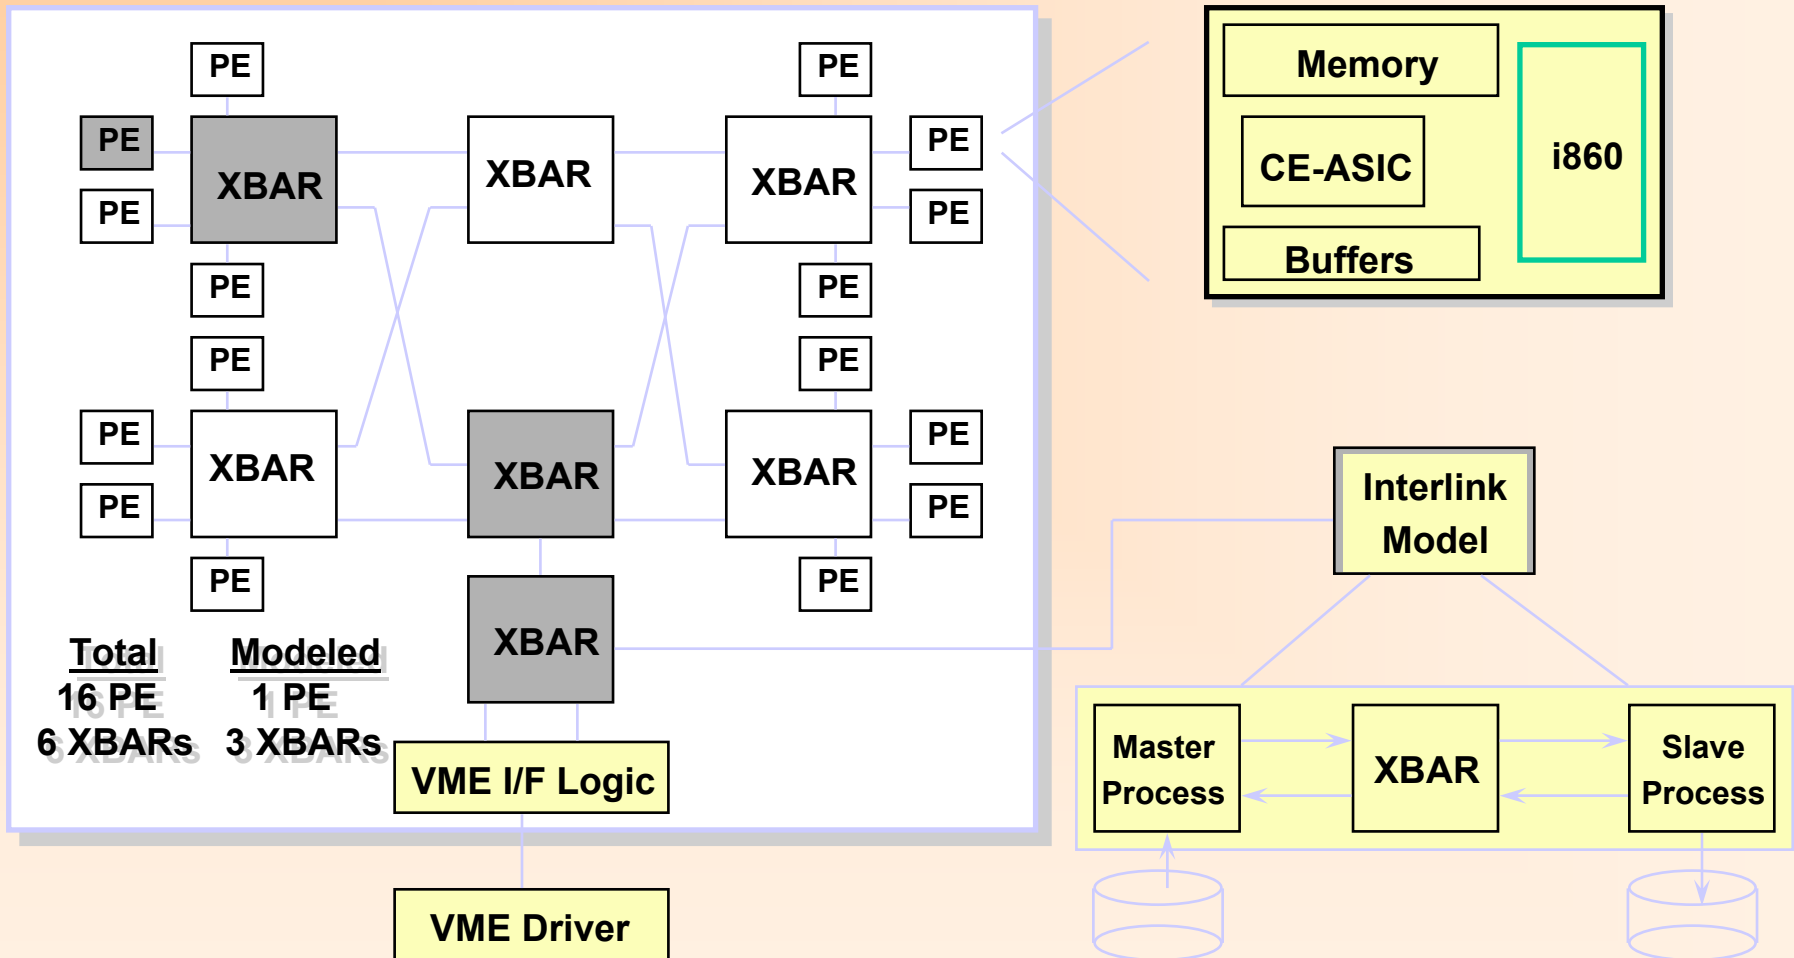 PE
PE
Memory
PE
XBAR
XBAR
XBAR
PE
i860
CE-ASIC
PE
PE
Buffers
PE
PE
PE
PE
PE
XBAR
XBAR
XBAR
PE
Interlink
Model
PE
PE
PE
PE
XBAR
Total
Modeled
16 PE
1 PE
6 XBARs
3 XBARs
VME I/F Logic
Master
Process
XBAR
Slave
Process
VME Driver